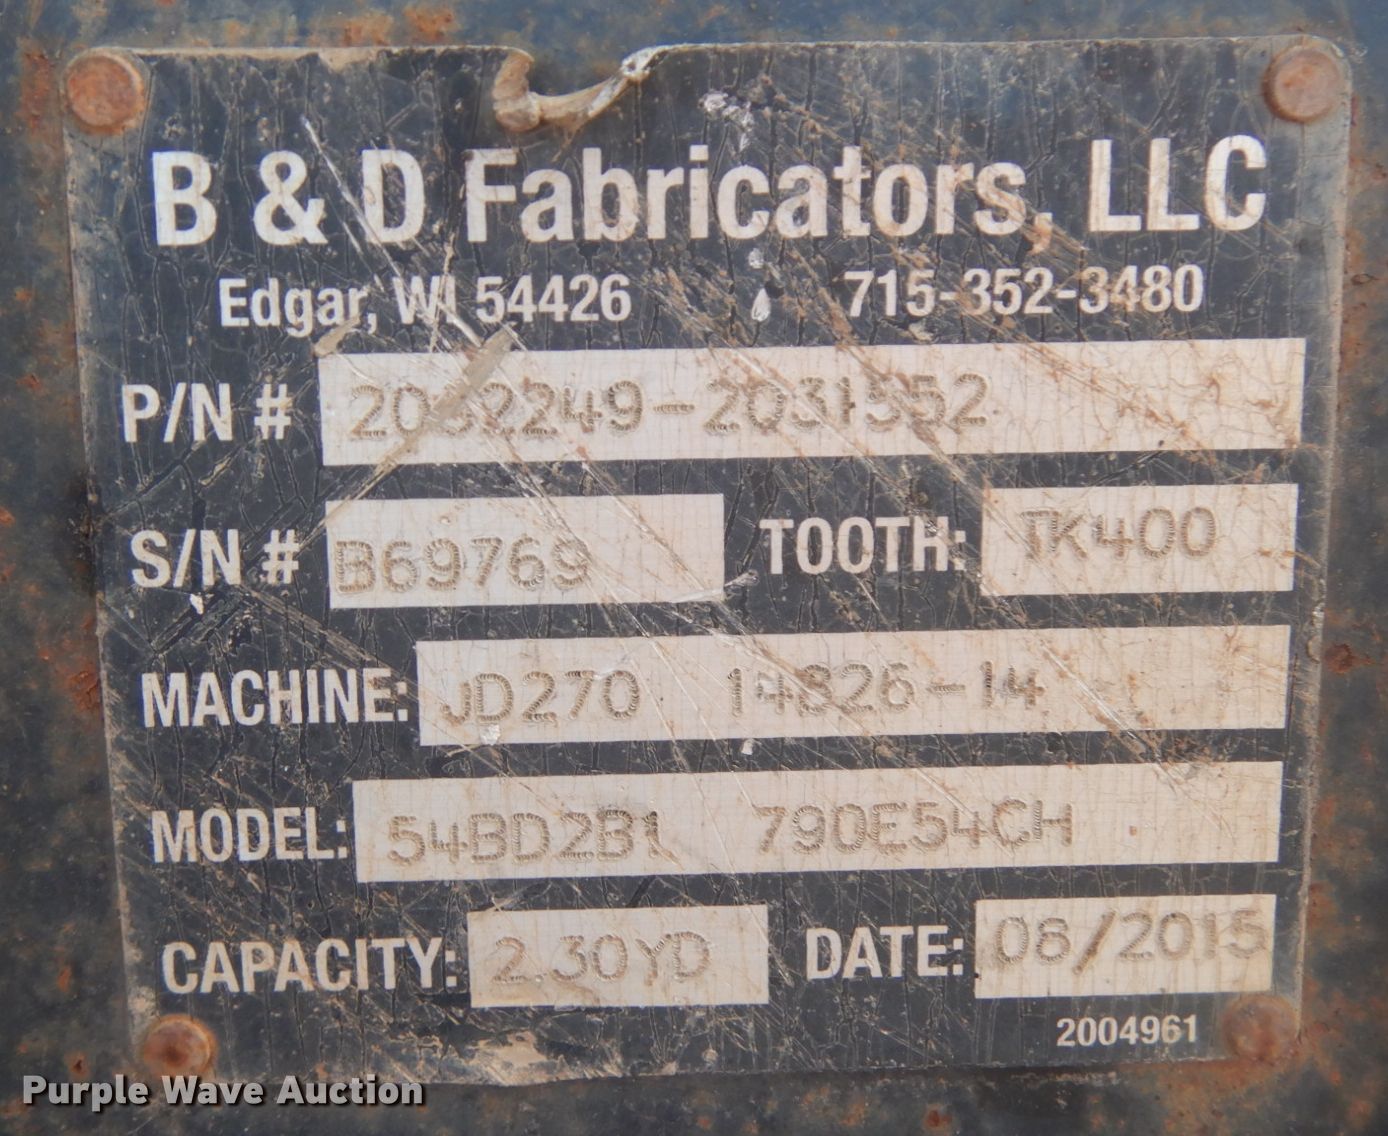 B & D Fabricators, LLC
Edgar, WI 54426 715-352-3480
P/N # 2032249-2031552
S/N # B69769 TOOTH: TK400
MACHINE: JD270 14826-14
MODEL: 54BD2B1 790E54CH
CAPACITY: 2.30YD DATE: 08/2015
2004961
Purple Wave Auction